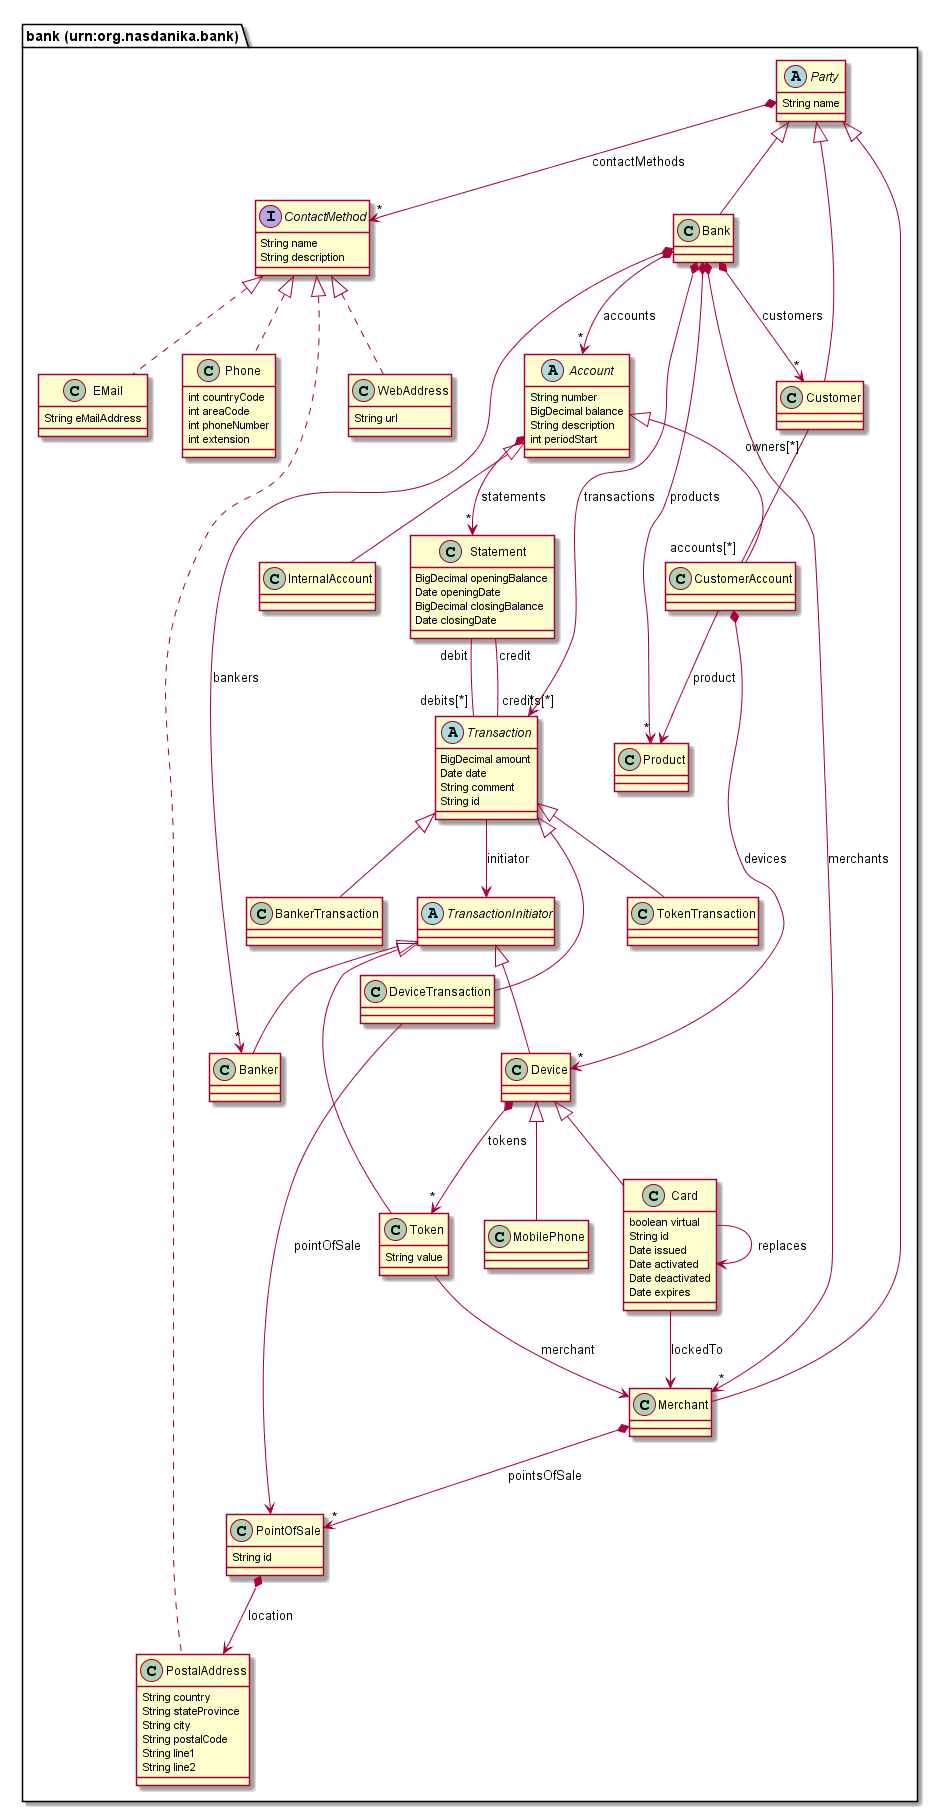 bank (urn:org.nasdanika.bank)
A Party
String name
contactMethods
*
I ContactMethod
String name
String description
C Bank
accounts
customers
*
*
C EMail
String eMailAddress
C Phone
int countryCode
int areaCode
int phoneNumber
int extension
C WebAddress
String url
A Account
String number
BigDecimal balance
String description
int periodStart
C Customer
owners[*]
statements
transactions
products
*
accounts[*]
C InternalAccount
C Statement
BigDecimal openingBalance
Date openingDate
BigDecimal closingBalance
Date closingDate
C CustomerAccount
debit
credit
bankers
product
debits[*]
credits[*]
*
*
A Transaction
BigDecimal amount
Date date
String comment
String id
C Product
initiator
devices
merchants
C BankerTransaction
A TransactionInitiator
C TokenTransaction
C DeviceTransaction
*
*
C Banker
C Device
tokens
*
C Token
String value
C MobilePhone
C Card
boolean virtual
String id
Date issued
Date activated
Date deactivated
Date expires
replaces
pointOfSale
merchant
lockedTo
*
C Merchant
pointsOfSale
*
C PointOfSale
String id
location
C PostalAddress
String country
String stateProvince
String city
String postalCode
String line1
String line2